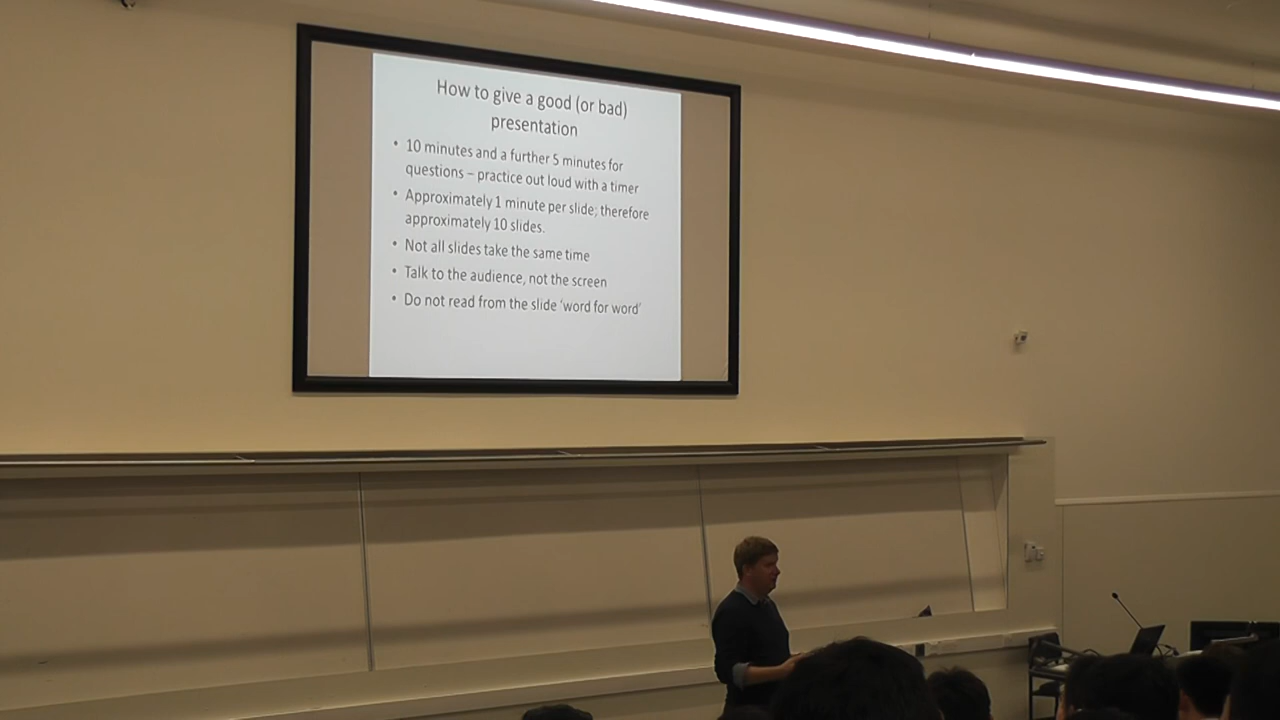 How to give a good (or bad)
presentation
• 10 minutes and a further 5 minutes for
questions – practice out loud with a timer
• Approximately 1 minute per slide; therefore
approximately 10 slides.
• Not all slides take the same time
• Talk to the audience, not the screen
• Do not read from the slide ‘word for word’